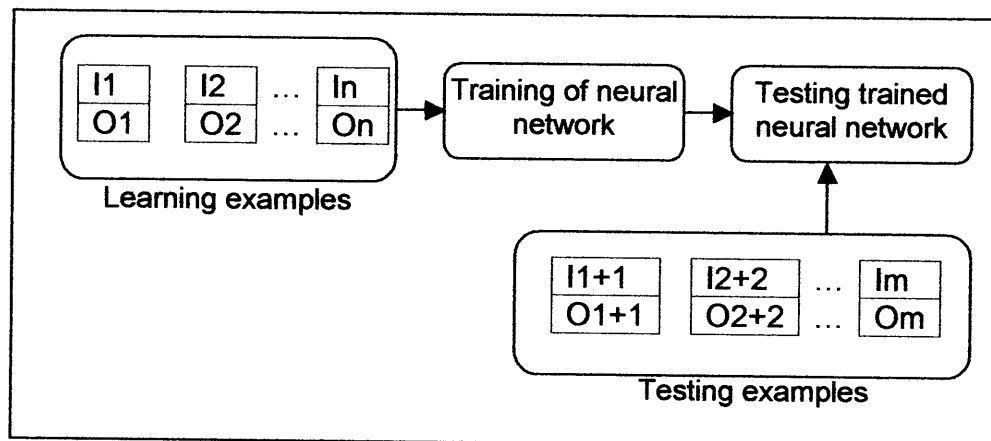 I1 I2 ... In
O1 O2 ... On
Learning examples
Training of neural
network
Testing trained
neural network
I1+1 I2+2 ... Im
O1+1 O2+2 ... Om
Testing examples